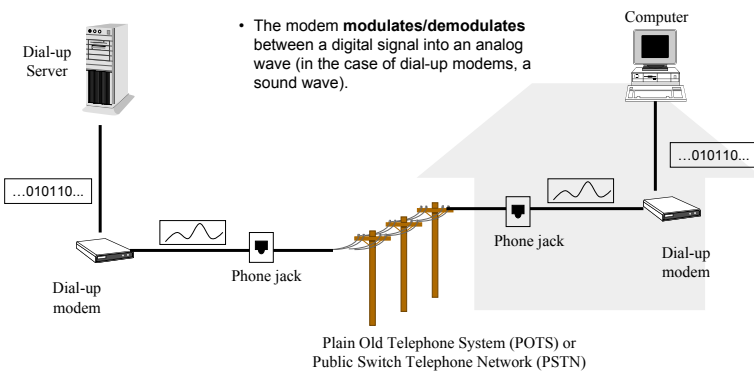 • The modem modulates/demodulates
between a digital signal into an analog
wave (in the case of dial-up modems, a
sound wave).
Computer
Dial-up
Server
…010110...
…010110...
Phone jack
Phone jack
Dial-up
modem
Dial-up
modem
Plain Old Telephone System (POTS) or
Public Switch Telephone Network (PSTN)